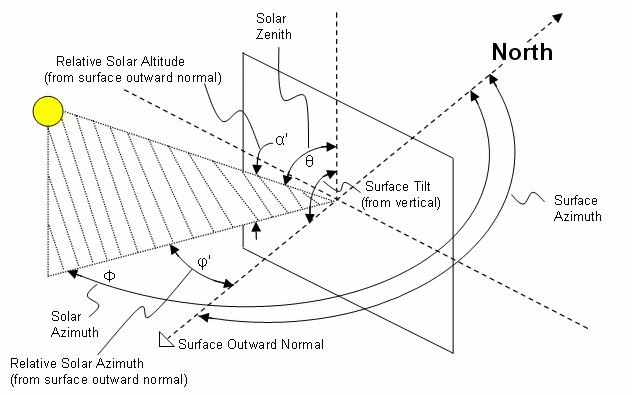 Solar
Zenith
North
Relative Solar Altitude
(from surface outward normal)
α'
θ
Surface Tilt
(from vertical)
Surface
Azimuth
φ'
Φ
Solar
Azimuth
Surface Outward Normal
Relative Solar Azimuth
(from surface outward normal)